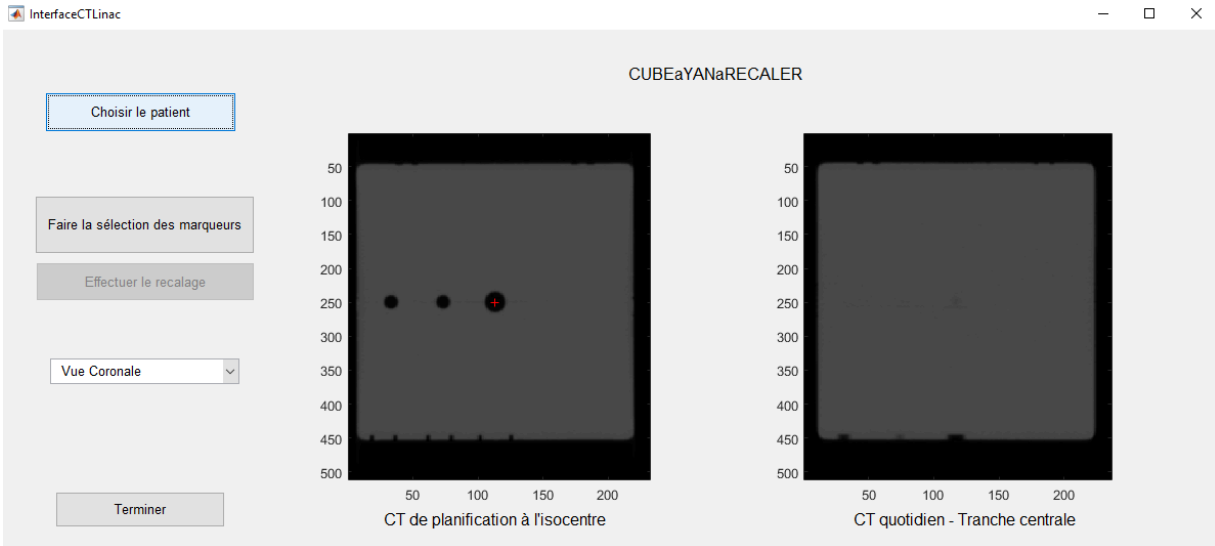 InterfaceCTLinac
CUBEaYANaRECALER
Choisir le patient
Faire la sélection des marqueurs
Effectuer le recalage
Vue Coronale
Terminer
50
100
150
200
250
300
350
400
450
500
50 100 150 200
CT de planification à l'isocentre
50
100
150
200
250
300
350
400
450
500
50 100 150 200
CT quotidien - Tranche centrale